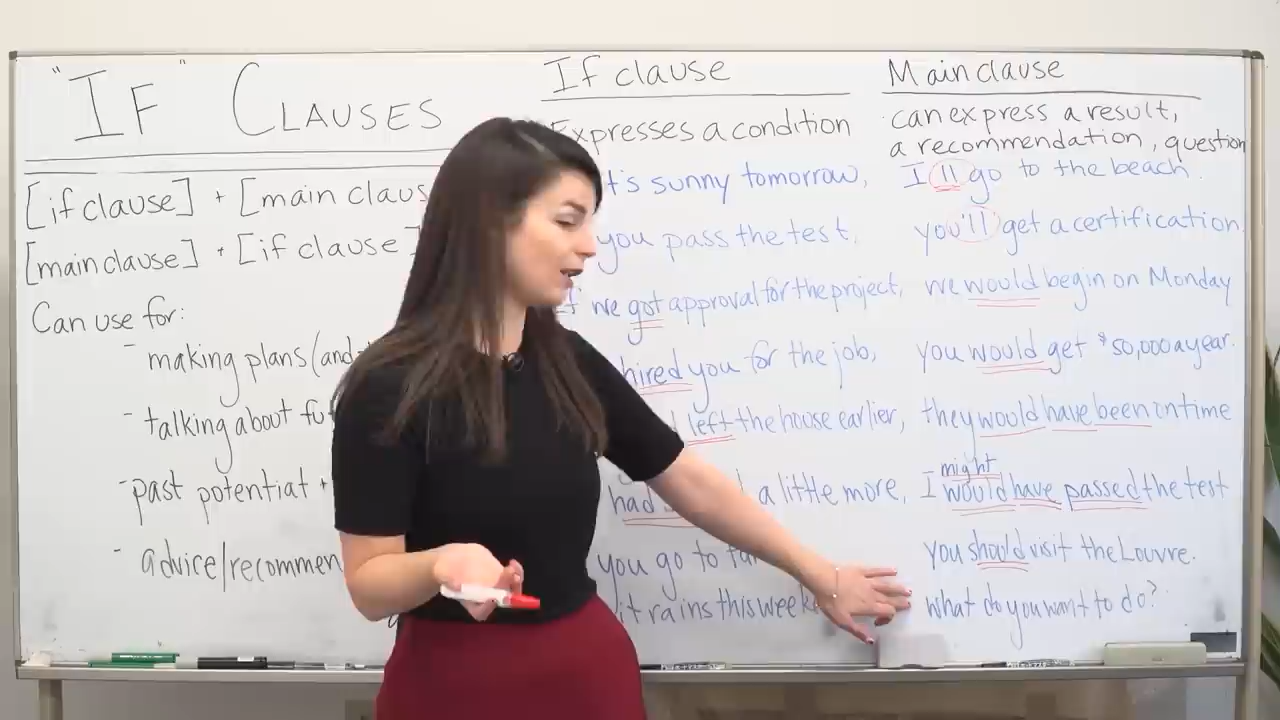 "IF" CLAUSES
[if clause] + [main claus
[main clause] + [if clause]
Can use for:
- making plans (and
- talking about fu
- past potential +
- advice/recommen
If clause
Expresses a condition
t's sunny tomorrow,
you pass the test,
If we got approval for the project,
hired you for the job,
left the house earlier,
had a little more,
you go to
it rains this week
Main clause
can express a result,
a recommendation, question
I'll go to the beach.
you'll get a certification.
we would begin on Monday
you would get $50,000 a year.
they would have been on time
might
I would have passed the test
you should visit the Louvre.
what do you want to do?